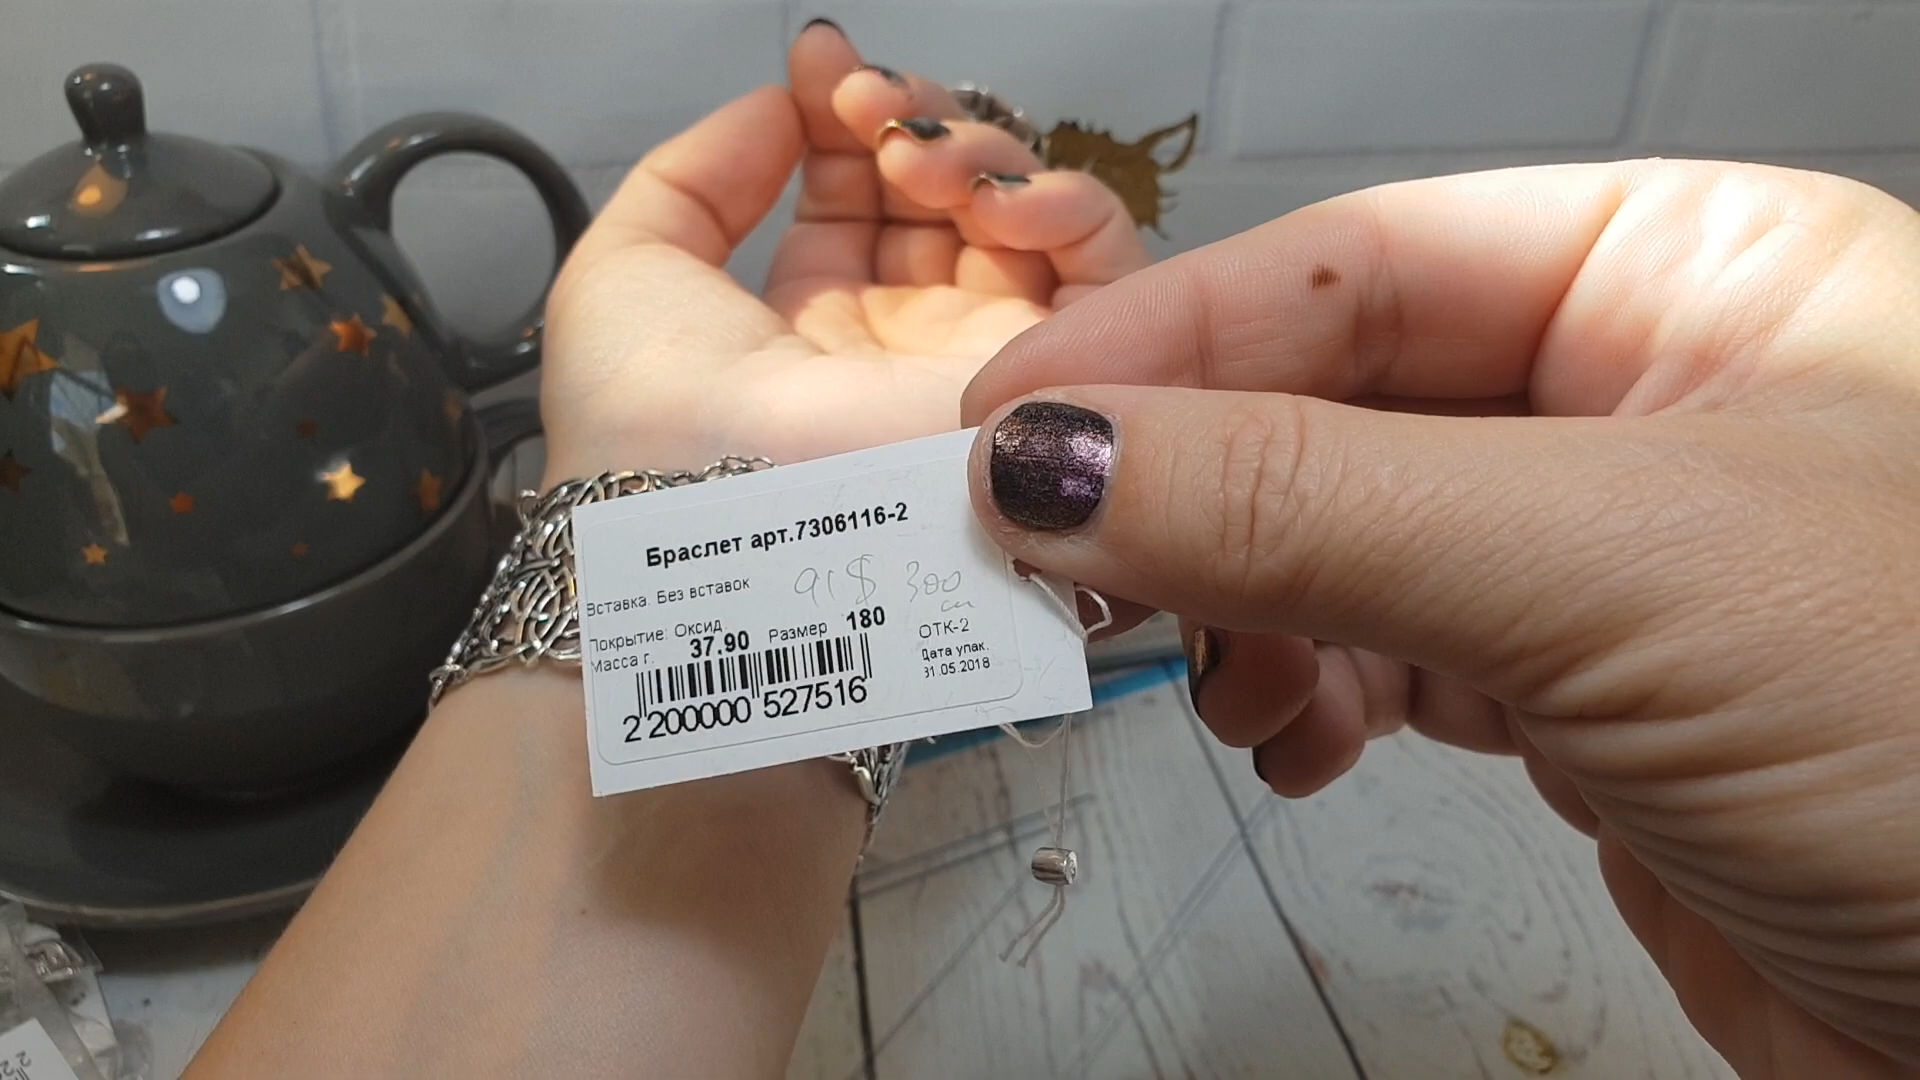 Браслет арт.7306116-2
Вставка. Без вставок 91$ 300
Покрытие: Оксид
Масса г. 37.90 Размер 180
ОТК-2
Дата упак.
31.05.2018
2 200000 527516